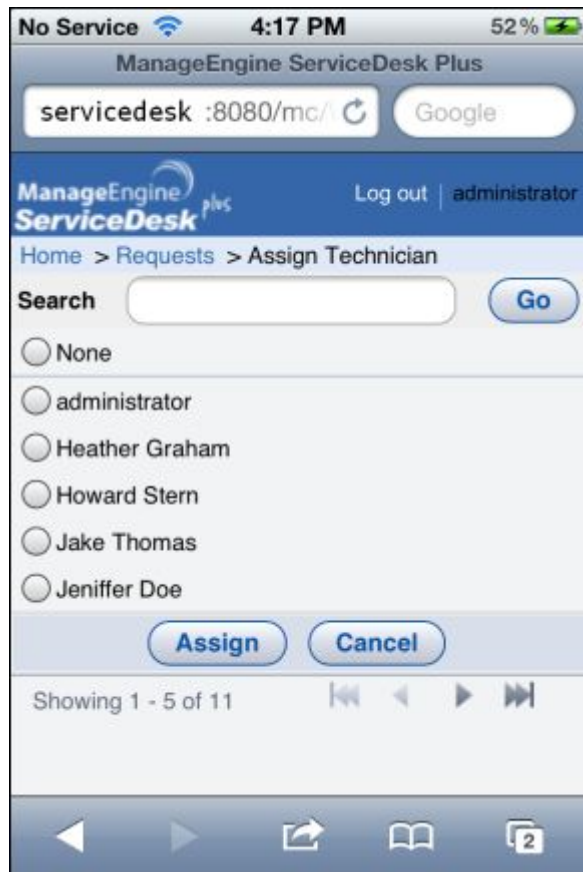 No Service 4:17 PM 52%
ManageEngine ServiceDesk Plus
servicedesk :8080/mc/ Google
ManageEngine
ServiceDesk plus Log out | administrator
Home > Requests > Assign Technician
Search Go
None
administrator
Heather Graham
Howard Stern
Jake Thomas
Jeniffer Doe
Assign Cancel
Showing 1 - 5 of 11
2